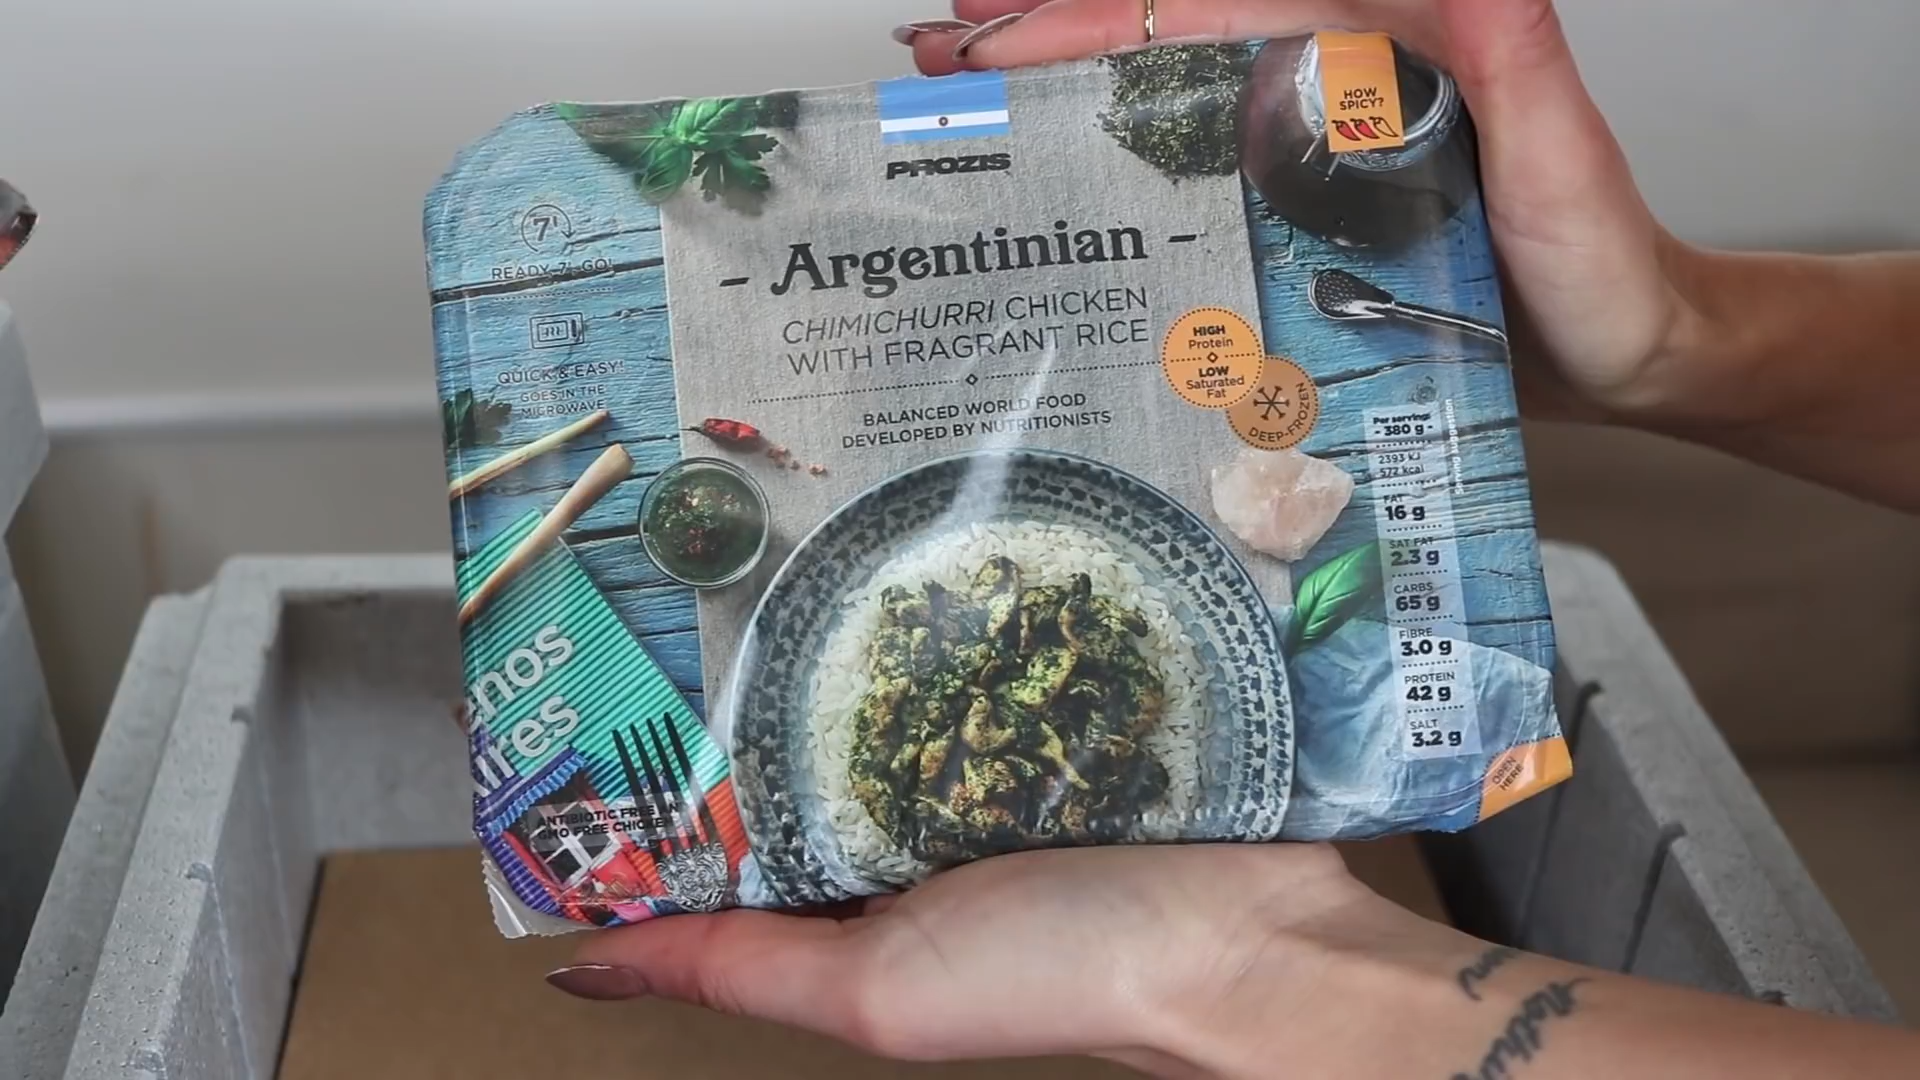 HOW
SPICY?
PROZIS
7'
READY, 7', GO!
- Argentinian -
CHIMICHURRI CHICKEN
WITH FRAGRANT RICE
QUICK & EASY!
GOES IN THE
MICROWAVE
HIGH
Protein
LOW
Saturated
Fat
DEEP-FROZEN
BALANCED WORLD FOOD
DEVELOPED BY NUTRITIONISTS
Per serving:
- 380 g -
2393 KJ
572 kcal
FAT
16 g
SAT FAT
2.3 g
CARBS
65 g
FIBRE
3.0 g
PROTEIN
42 g
SALT
3.2 g
Serving suggestion
nos
ires
ANTIBIOTIC FREE AN
GMO FREE CHICKEN
OPEN
HERE